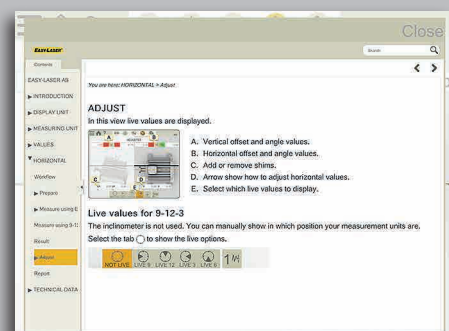 Close
EASY-LASER
Search
Contents
EASY-LASER AB
INTRODUCTION
DISPLAY UNIT
MEASURING UNIT
VALUES
HORIZONTAL
Workflow
Prepare
Measure using E
Measure using 9-1
Result
Adjust
Report
TECHNICAL DATA
You are here: HORIZONTAL > Adjust
ADJUST
In this view live values are displayed.
A
B
C
D
E
A. Vertical offset and angle values.
B. Horizontal offset and angle values.
C. Add or remove shims.
D. Arrow show how to adjust horizontal values.
E. Select which live values to display.
Live values for 9-12-3
The inclinometer is not used. You can manually show in which position your measurement units are.
Select the tab to show the live options.
NOT LIVE LIVE 9 LIVE 12 LIVE 3 LIVE 6 1